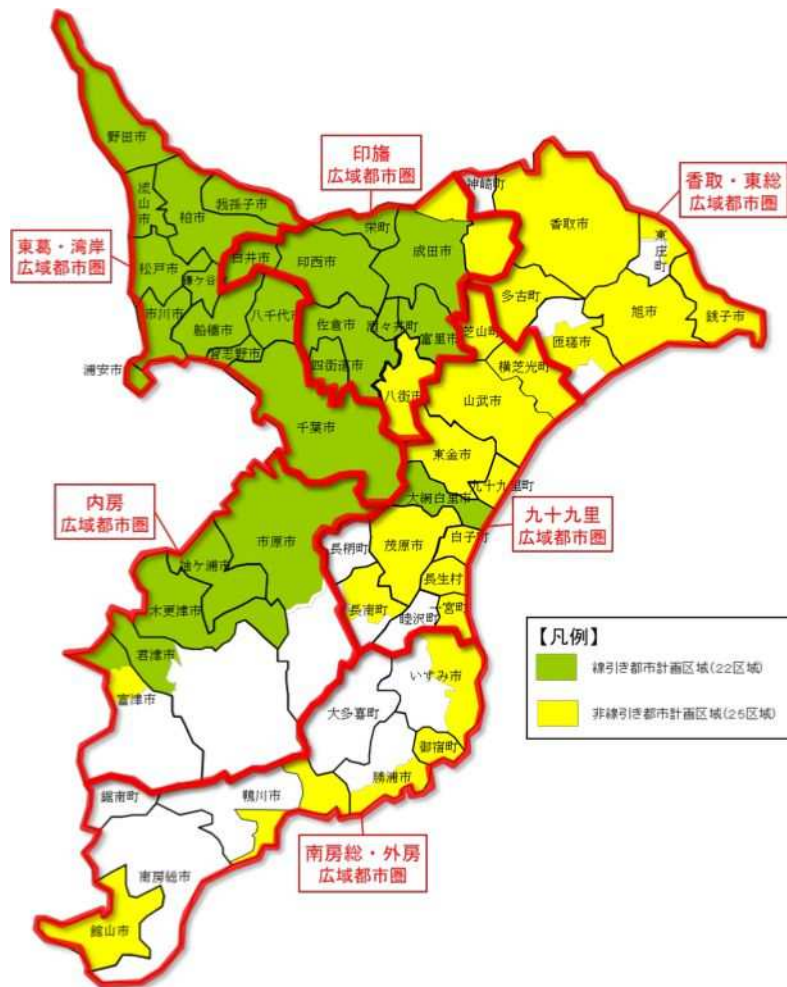 野田市
流山市
柏市
我孫子市
印旛
広域都市圏
神崎町
香取・東総
広域都市圏
香取市
東庄町
栄町
成田市
東葛・湾岸
広域都市圏
松戸市
鎌ケ谷市
白井市
印西市
多古町
旭市
銚子市
匝瑳市
市川市
船橋市
八千代市
佐倉市
酒々井町
富里市
芝山町
横芝光町
習志野市
四街道市
浦安市
八街市
山武市
千葉市
東金市
九十九里町
大網白里市
内房
広域都市圏
九十九里
広域都市圏
市原市
長柄町
茂原市
白子町
袖ケ浦市
長生村
木更津市
長南町
睦沢町
一宮町
君津市
富津市
いすみ市
大多喜町
御宿町
勝浦市
【凡例】
線引き都市計画区域(22区域)
非線引き都市計画区域(25区域)
鋸南町
鴨川市
南房総・外房
広域都市圏
南房総市
館山市